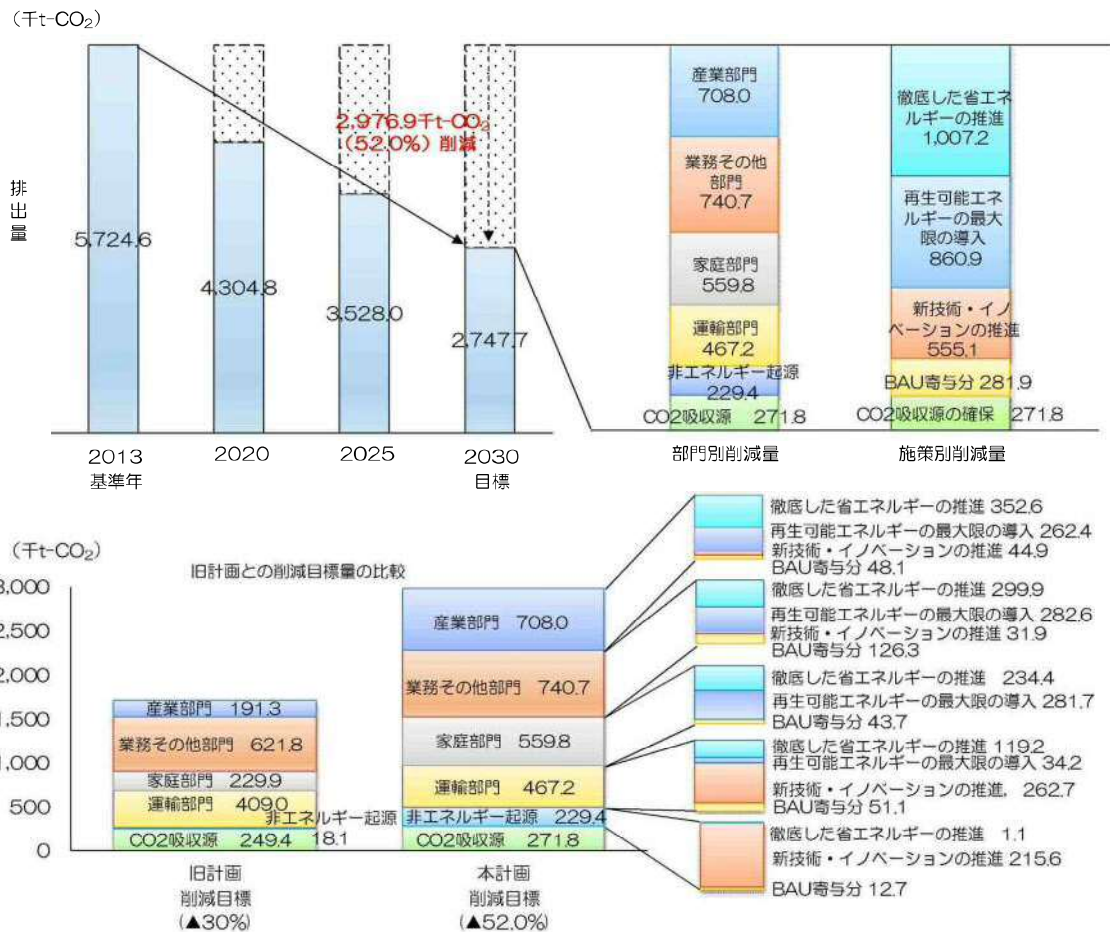 （千t-CO₂）
排出量
5,724.6
4,304.8
3,528.0
2,747.7
2,976.9千t-CO₂
（52.0%）削減
2013
基準年
2020
2025
2030
目標
産業部門
708.0
業務その他
部門
740.7
家庭部門
559.8
運輸部門
467.2
非エネルギー起源
229.4
CO2吸収源 271.8
部門別削減量
徹底した省エネ
ルギーの推進
1,007.2
再生可能エネ
ルギーの最大
限の導入
860.9
新技術・イノ
ベーションの推進
555.1
BAU寄与分 281.9
CO2吸収源の確保 271.8
施策別削減量
（千t-CO₂）
旧計画との削減目標量の比較
3,000
2,500
2,000
1,500
1,000
500
0
産業部門 191.3
業務その他部門 621.8
家庭部門 229.9
運輸部門 409.0
非エネルギー起源
18.1
CO2吸収源 249.4
旧計画
削減目標
（▲30%）
産業部門 708.0
業務その他部門 740.7
家庭部門 559.8
運輸部門 467.2
非エネルギー起源 229.4
CO2吸収源 271.8
本計画
削減目標
（▲52.0%）
徹底した省エネルギーの推進 352.6
再生可能エネルギーの最大限の導入 262.4
新技術・イノベーションの推進 44.9
BAU寄与分 48.1
徹底した省エネルギーの推進 299.9
再生可能エネルギーの最大限の導入 282.6
新技術・イノベーションの推進 31.9
BAU寄与分 126.3
徹底した省エネルギーの推進 234.4
再生可能エネルギーの最大限の導入 281.7
BAU寄与分 43.7
徹底した省エネルギーの推進 119.2
再生可能エネルギーの最大限の導入 34.2
新技術・イノベーションの推進, 262.7
BAU寄与分 51.1
徹底した省エネルギーの推進 1.1
新技術・イノベーションの推進 215.6
BAU寄与分 12.7